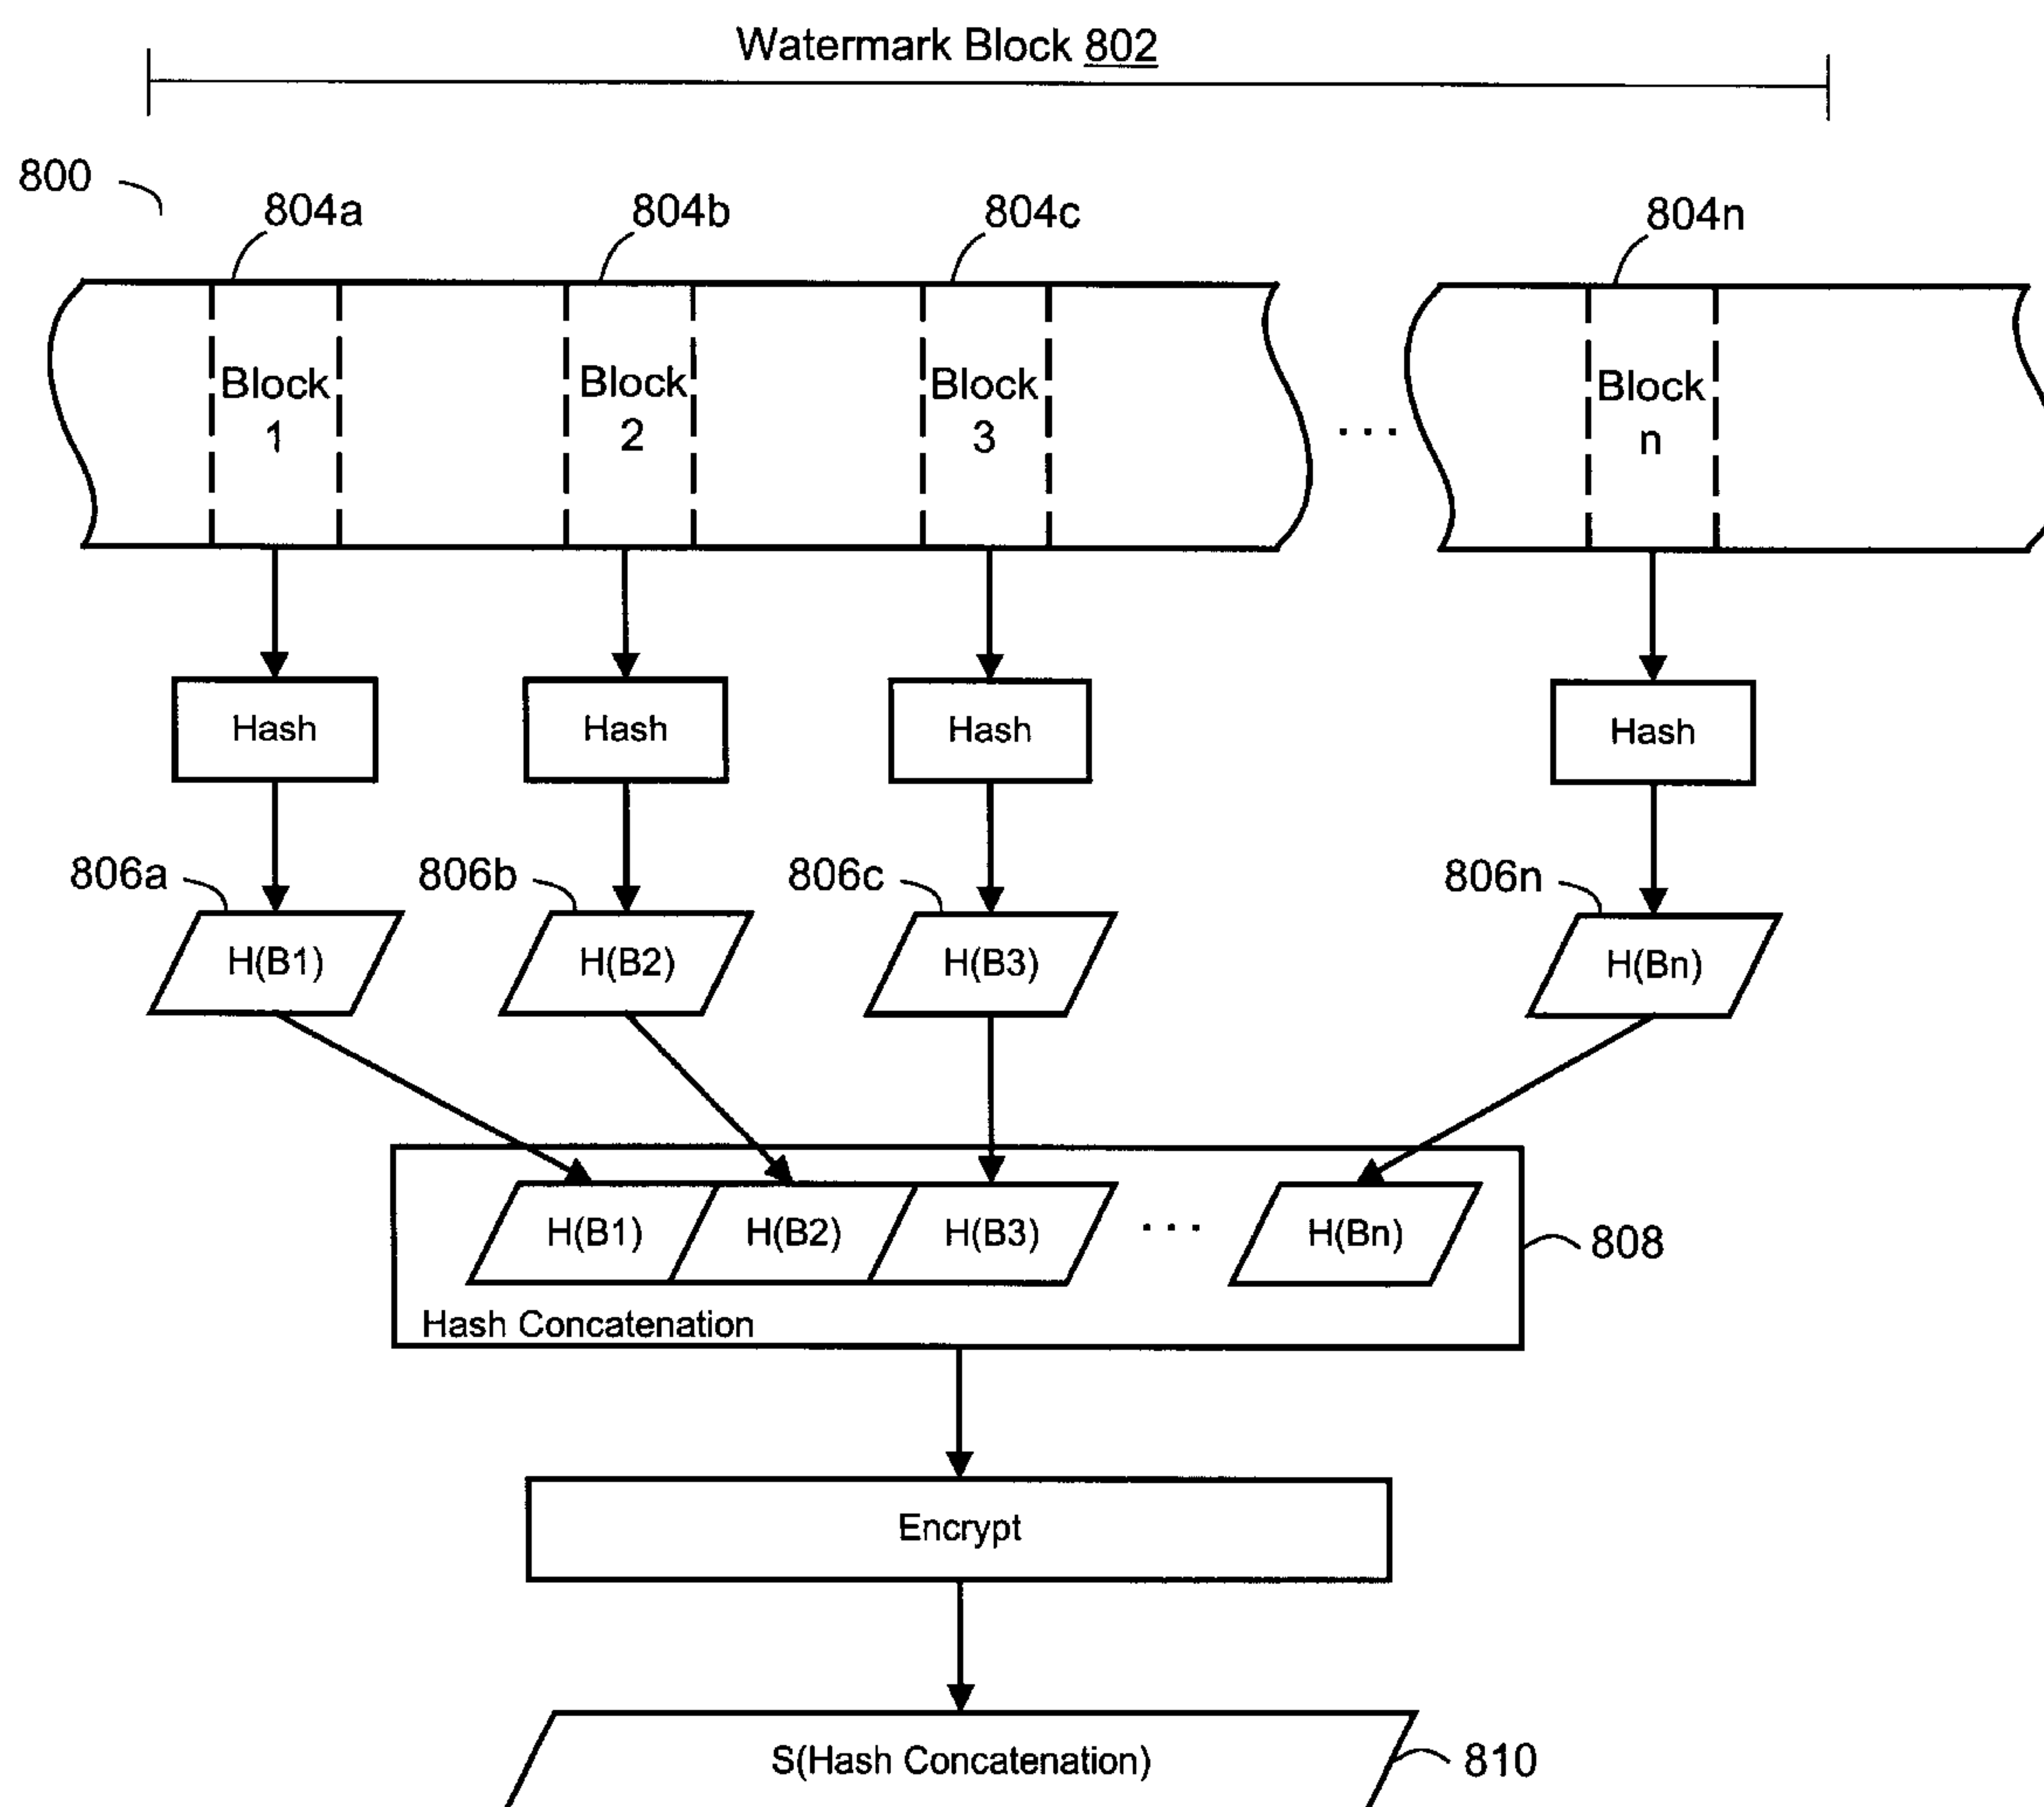 Watermark Block 802
800
804a 804b 804c 804n
Block 1 Block 2 Block 3 ... Block n
Hash Hash Hash Hash
806a 806b 806c 806n
H(B1) H(B2) H(B3) H(Bn)
H(B1) H(B2) H(B3) ... H(Bn)
808
Hash Concatenation
Encrypt
S(Hash Concatenation)
810